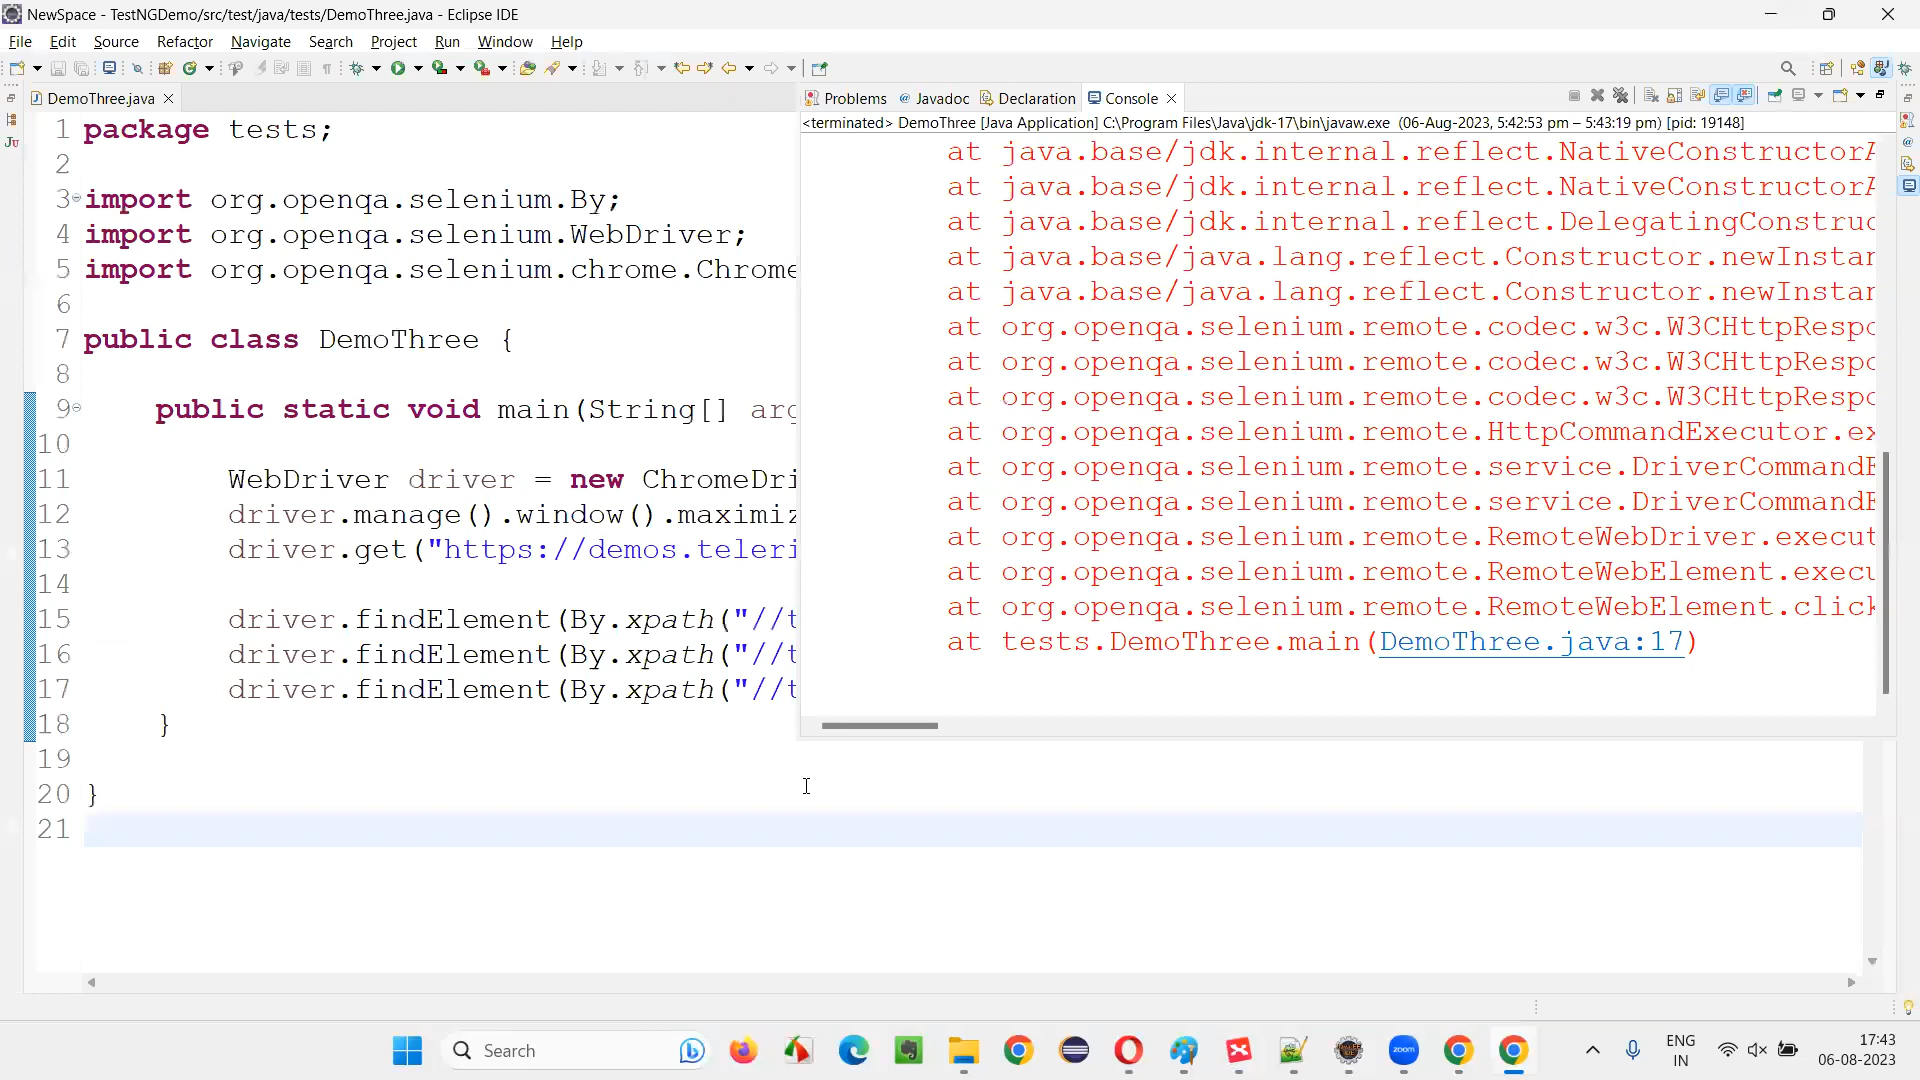 NewSpace - TestNGDemo/src/test/java/tests/DemoThree.java - Eclipse IDE
File Edit Source Refactor Navigate Search Project Run Window Help
DemoThree.java
1 package tests;
2
3 import org.openqa.selenium.By;
4 import org.openqa.selenium.WebDriver;
5 import org.openqa.selenium.chrome.Chrome
6
7 public class DemoThree {
8
9 public static void main(String[] arg
10
11 WebDriver driver = new ChromeDri
12 driver.manage().window().maximiz
13 driver.get("https://demos.teleri
14
15 driver.findElement(By.xpath("//t
16 driver.findElement(By.xpath("//t
17 driver.findElement(By.xpath("//t
18 }
19
20 }
21
Problems Javadoc Declaration Console
<terminated> DemoThree [Java Application] C:\Program Files\Java\jdk-17\bin\javaw.exe (06-Aug-2023, 5:42:53 pm – 5:43:19 pm) [pid: 19148]
at java.base/jdk.internal.reflect.NativeConstructorA
at java.base/jdk.internal.reflect.NativeConstructorA
at java.base/jdk.internal.reflect.DelegatingConstruc
at java.base/java.lang.reflect.Constructor.newInstan
at java.base/java.lang.reflect.Constructor.newInstan
at org.openqa.selenium.remote.codec.w3c.W3CHttpRespo
at org.openqa.selenium.remote.codec.w3c.W3CHttpRespo
at org.openqa.selenium.remote.codec.w3c.W3CHttpRespo
at org.openqa.selenium.remote.HttpCommandExecutor.ex
at org.openqa.selenium.remote.service.DriverCommandE
at org.openqa.selenium.remote.service.DriverCommandE
at org.openqa.selenium.remote.RemoteWebDriver.execut
at org.openqa.selenium.remote.RemoteWebElement.execu
at org.openqa.selenium.remote.RemoteWebElement.click
at tests.DemoThree.main(DemoThree.java:17)
Search
zoom
ENG
IN
17:43
06-08-2023